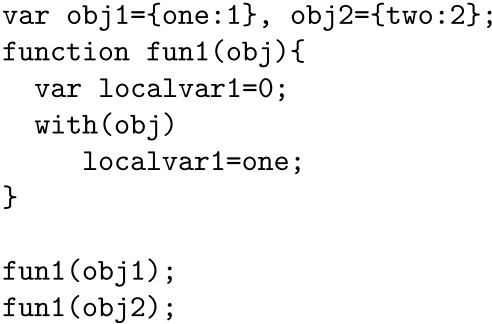 var obj1={one:1}, obj2={two:2};
function fun1(obj){
  var localvar1=0;
  with(obj)
     localvar1=one;
}

fun1(obj1);
fun1(obj2);